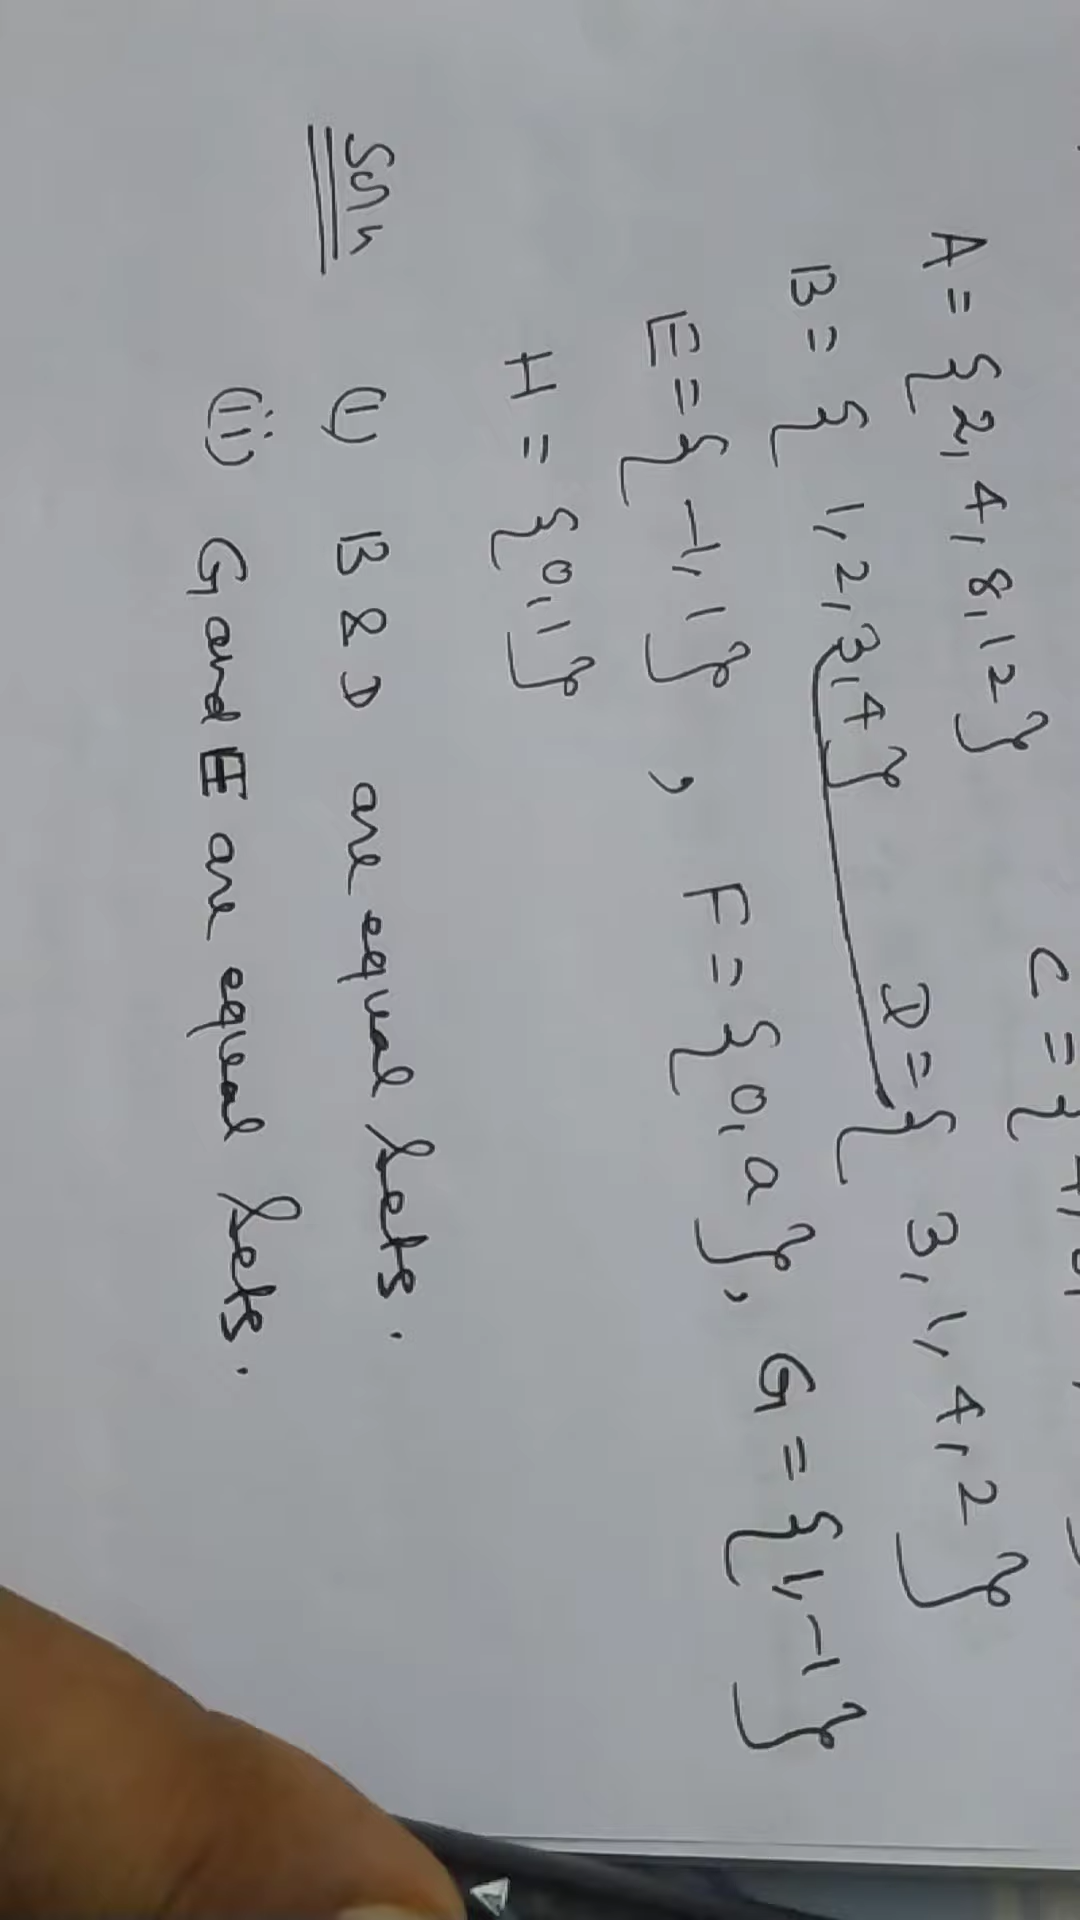 A = {2, 4, 8, 12}    C = {
B = { 1, 2, 3, 4}    D = { 3, 1, 4, 2}
E = { -1, 1} , F = {0, a}, G = {1, -1}
H = {0, 1}
Soln (i) B & D are equal sets.
(ii) G and E are equal sets.